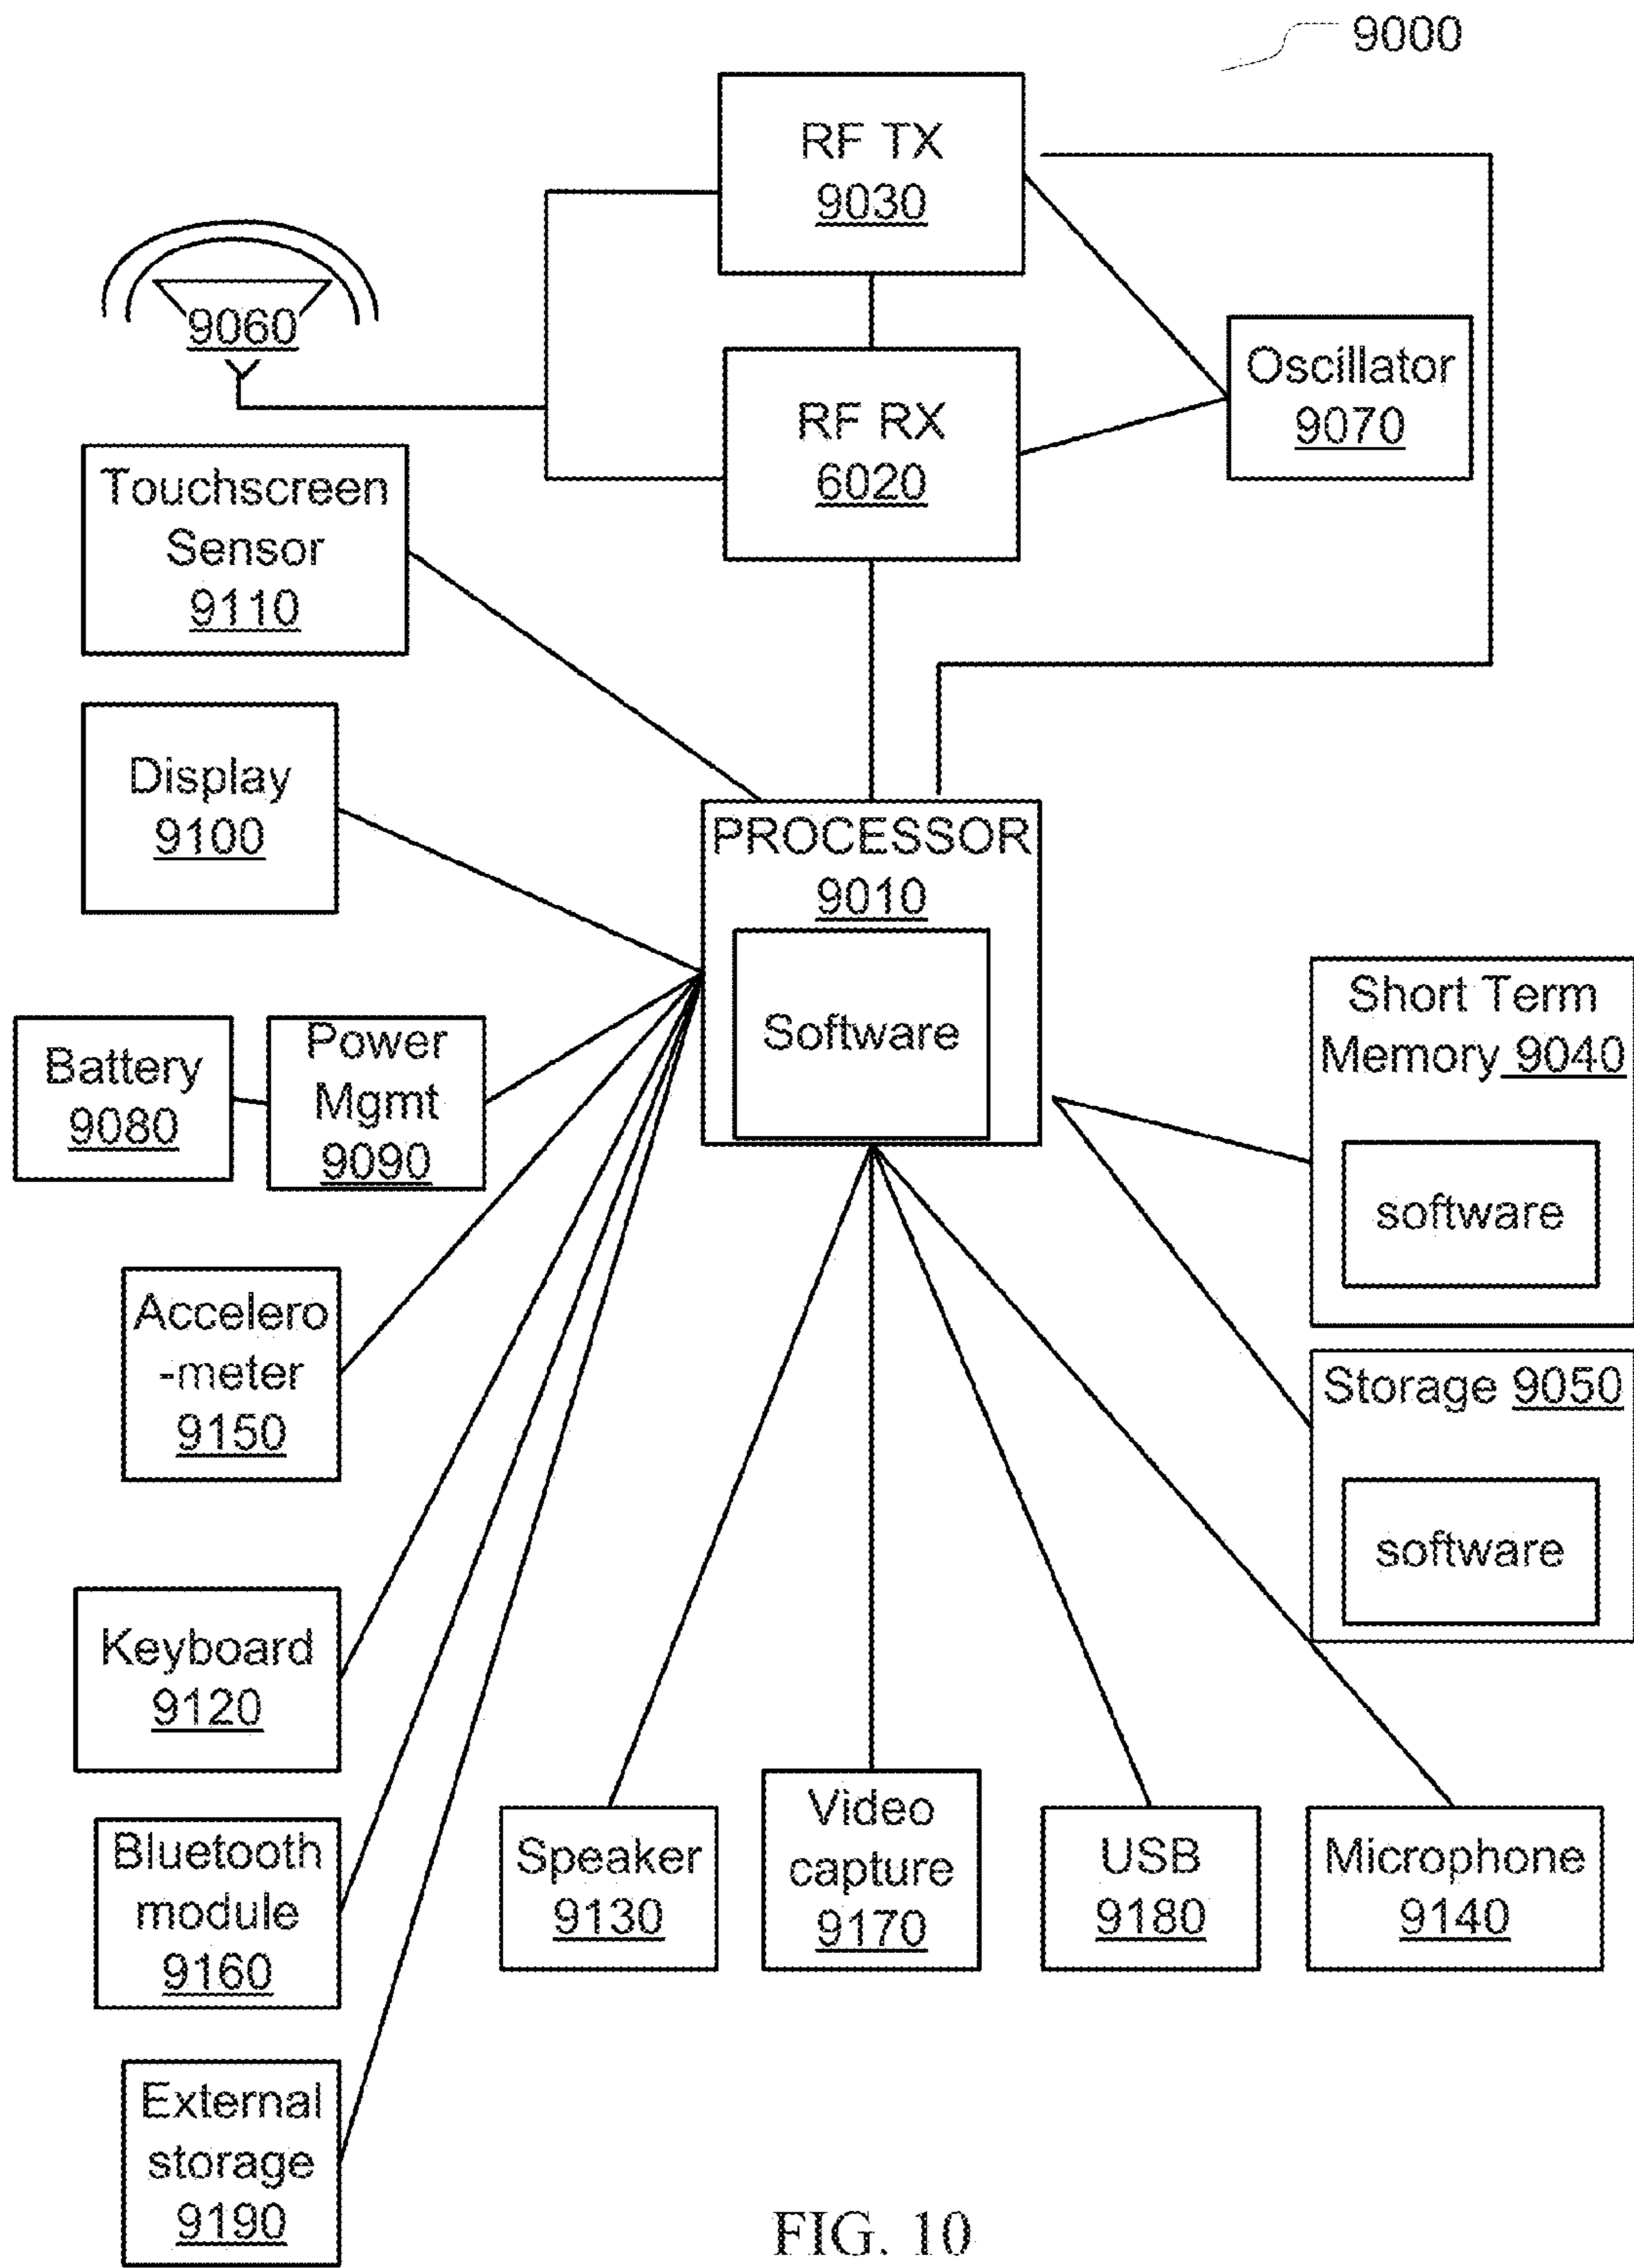 9000
RF TX
9030
9060
Oscillator
9070
RF RX
6020
Touchscreen
Sensor
9110
Display
9100
PROCESSOR
9010
Software
Short Term
Memory 9040
software
Battery
9080
Power
Mgmt
9090
Accelero
-meter
9150
Storage 9050
software
Keyboard
9120
Bluetooth
module
9160
Speaker
9130
Video
capture
9170
USB
9180
Microphone
9140
External
storage
9190
FIG. 10